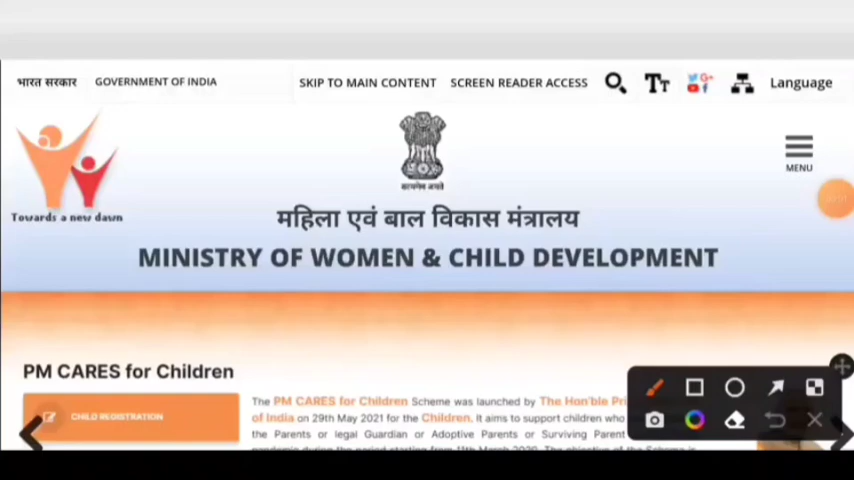 भारत सरकार GOVERNMENT OF INDIA SKIP TO MAIN CONTENT SCREEN READER ACCESS Language
MENU
सत्यमेव जयते
Towards a new dawn
महिला एवं बाल विकास मंत्रालय
MINISTRY OF WOMEN & CHILD DEVELOPMENT
PM CARES for Children
CHILD REGISTRATION
The PM CARES for Children Scheme was launched by The Hon'ble
of India on 29th May 2021 for the Children. It aims to support children who
the Parents or legal Guardian or Adoptive Parents or Surviving Parent